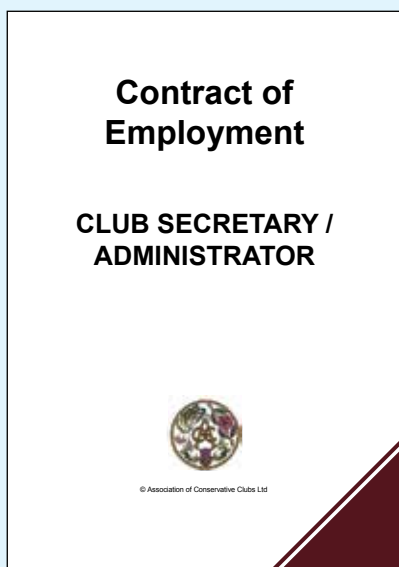 Contract of
Employment
CLUB SECRETARY /
ADMINISTRATOR
© Association of Conservative Clubs Ltd